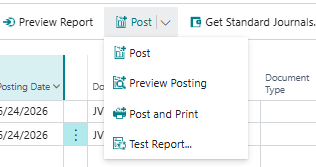 Preview Report Post Get Standard Journals.
Post
Preview Posting
Post and Print
Test Report...
Posting Date Do Document Type
5/24/2026 JV
5/24/2026 JV